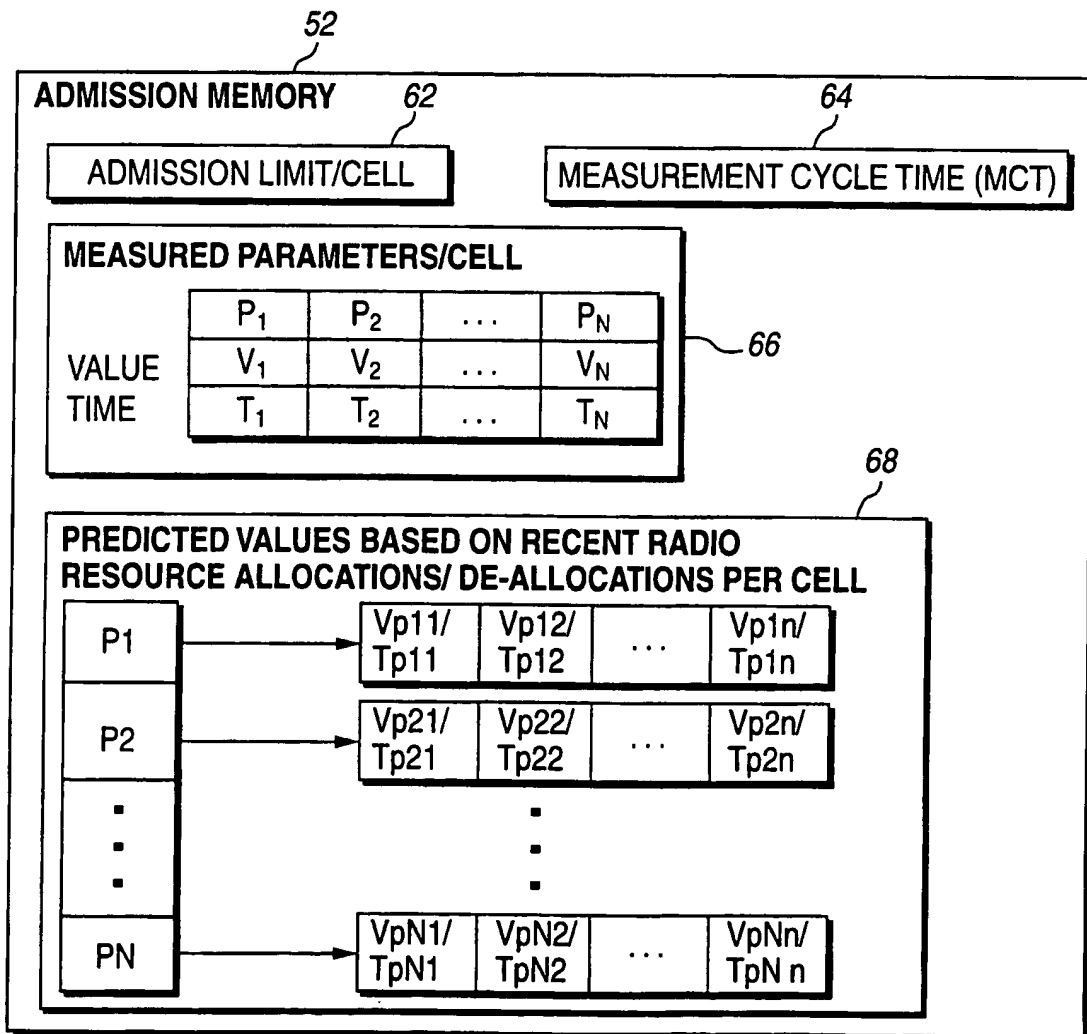 52
ADMISSION MEMORY
62
64
ADMISSION LIMIT/CELL
MEASUREMENT CYCLE TIME (MCT)
MEASURED PARAMETERS/CELL
P1 P2 ... PN
VALUE V1 V2 ... VN
TIME T1 T2 ... TN
66
68
PREDICTED VALUES BASED ON RECENT RADIO
RESOURCE ALLOCATIONS/ DE-ALLOCATIONS PER CELL
P1
Vp11/ Vp12/ ... Vp1n/
Tp11 Tp12 Tp1n
P2
Vp21/ Vp22/ ... Vp2n/
Tp21 Tp22 Tp2n
PN
VpN1/ VpN2/ ... VpNn/
TpN1 TpN2 TpN n